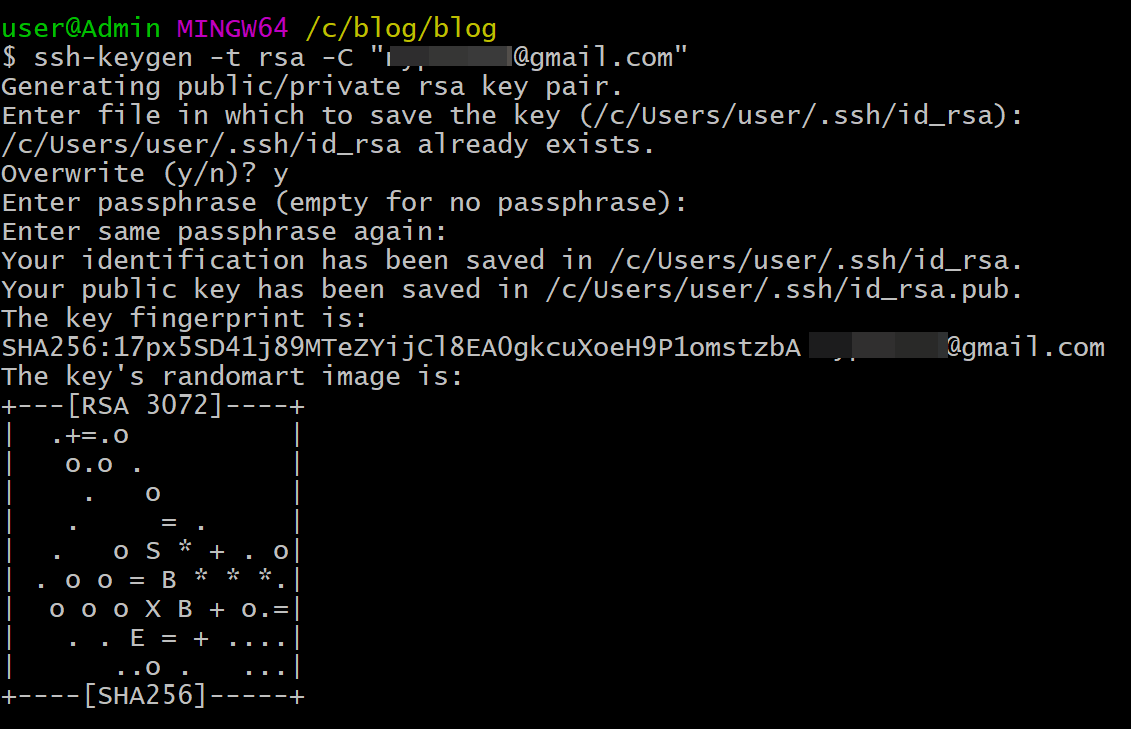 user@Admin MINGW64 /c/blog/blog
$ ssh-keygen -t rsa -C "@gmail.com"
Generating public/private rsa key pair.
Enter file in which to save the key (/c/Users/user/.ssh/id_rsa):
/c/Users/user/.ssh/id_rsa already exists.
Overwrite (y/n)? y
Enter passphrase (empty for no passphrase):
Enter same passphrase again:
Your identification has been saved in /c/Users/user/.ssh/id_rsa.
Your public key has been saved in /c/Users/user/.ssh/id_rsa.pub.
The key fingerprint is:
SHA256:17px5SD41j89MTeZYijCl8EAOgkcuXoeH9P1omstzbA @gmail.com
The key's randomart image is:
+---[RSA 3072]----+
|  .+=.o          |
|   o.o .         |
|    .   o        |
|   .     = .     |
|  .   o S * + . o|
| . o o = B * * *.|
|  o o o X B + o.=|
|   . . E = + ....|
|      ..o .   ...|
+----[SHA256]-----+